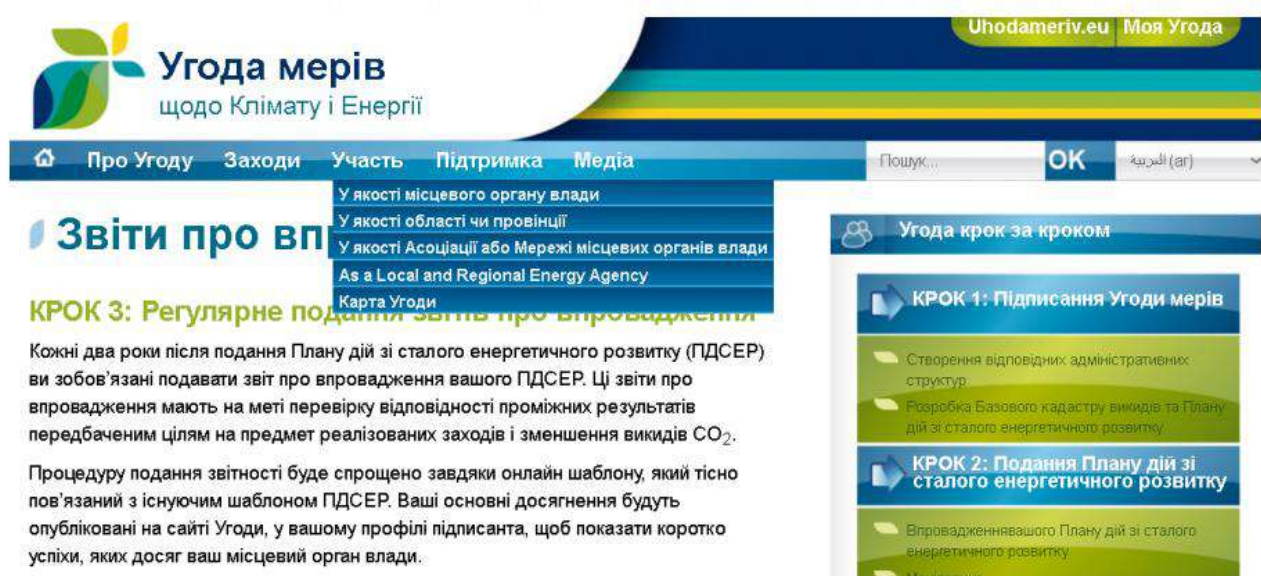 Uhodameriv.eu Моя Угода
Угода мерів
щодо Клімату і Енергії
Про Угоду Заходи Участь Підтримка Медіа
Пошук... OK العربية (ar)
У якості місцевого органу влади
У якості області чи провінції
У якості Асоціації або Мережі місцевих органів влади
As a Local and Regional Energy Agency
Карта Угоди
Звіти про
КРОК 3: Регулярне подання звітів про впровадження
Кожні два роки після подання Плану дій зі сталого енергетичного розвитку (ПДСЕР)
ви зобов'язані подавати звіт про впровадження вашого ПДСЕР. Ці звіти про
впровадження мають на меті перевірку відповідності проміжних результатів
передбаченим цілям на предмет реалізованих заходів і зменшення викидів CO₂.
Процедуру подання звітності буде спрощено завдяки онлайн шаблону, який тісно
пов'язаний з існуючим шаблоном ПДСЕР. Ваші основні досягнення будуть
опубліковані на сайті Угоди, у вашому профілі підписанта, щоб показати коротко
успіхи, яких досяг ваш місцевий орган влади.
Угода крок за кроком
КРОК 1: Підписання Угоди мерів
Створення відповідних адміністративних
структур
Розробка Базового кадастру викидів та Плану
дій зі сталого енергетичного розвитку
КРОК 2: Подання Плану дій зі
сталого енергетичного розвитку
Впровадженнявашого Плану дій зі сталого
енергетичного розвитку